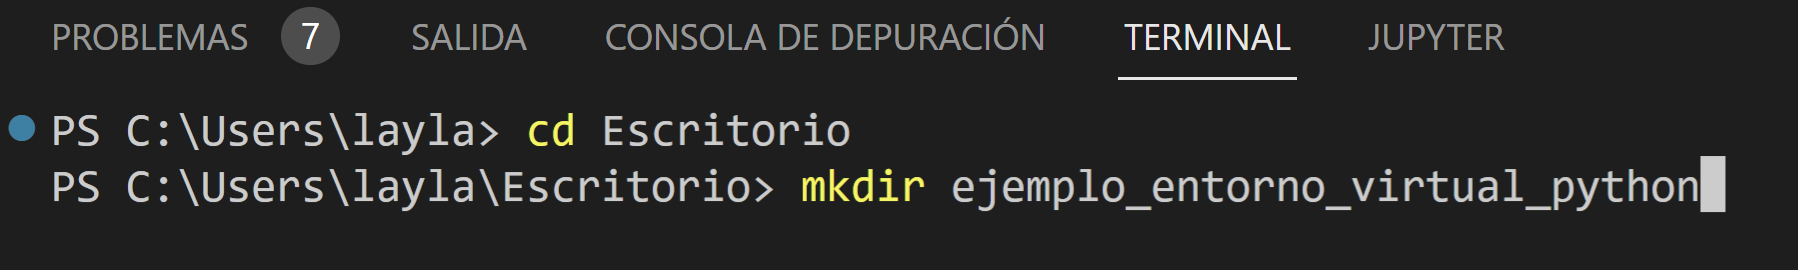 PROBLEMAS 7 SALIDA CONSOLA DE DEPURACIÓN TERMINAL JUPYTER
PS C:\Users\layla> cd Escritorio
PS C:\Users\layla\Escritorio> mkdir ejemplo_entorno_virtual_python